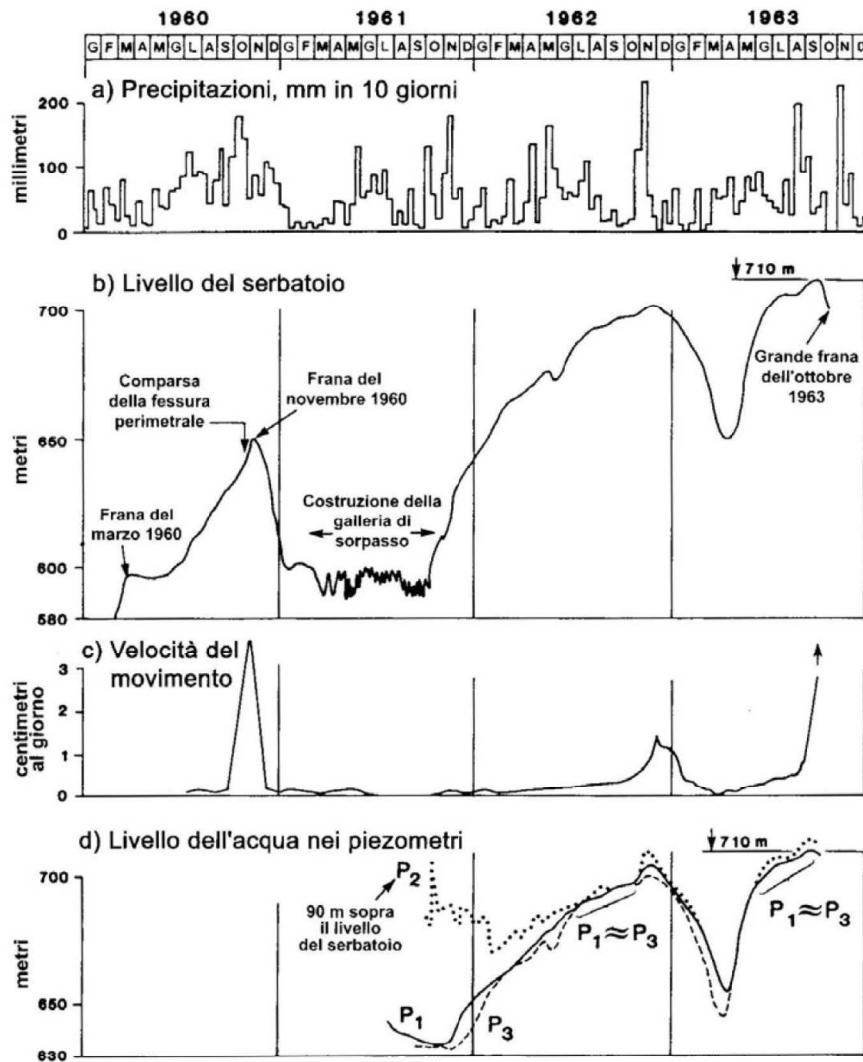 1960 1961 1962 1963
G F M A M G L A S O N D G F M A M G L A S O N D G F M A M G L A S O N D G F M A M G L A S O N D
a) Precipitazioni, mm in 10 giorni
200
100
0
millimetri
710 m
b) Livello del serbatoio
700
650
600
580
metri
Comparsa
della fessura
perimetrale
Frana del
novembre 1960
Grande frana
dell'ottobre
1963
Frana del
marzo 1960
Costruzione della
galleria di
sorpasso
c) Velocità del
movimento
3
2
1
0
centimetri
al giorno
d) Livello dell'acqua nei piezometri
710 m
700
650
630
metri
P2
90 m sopra
il livello
del serbatoio
P1≈P3
P1≈P3
P1
P3